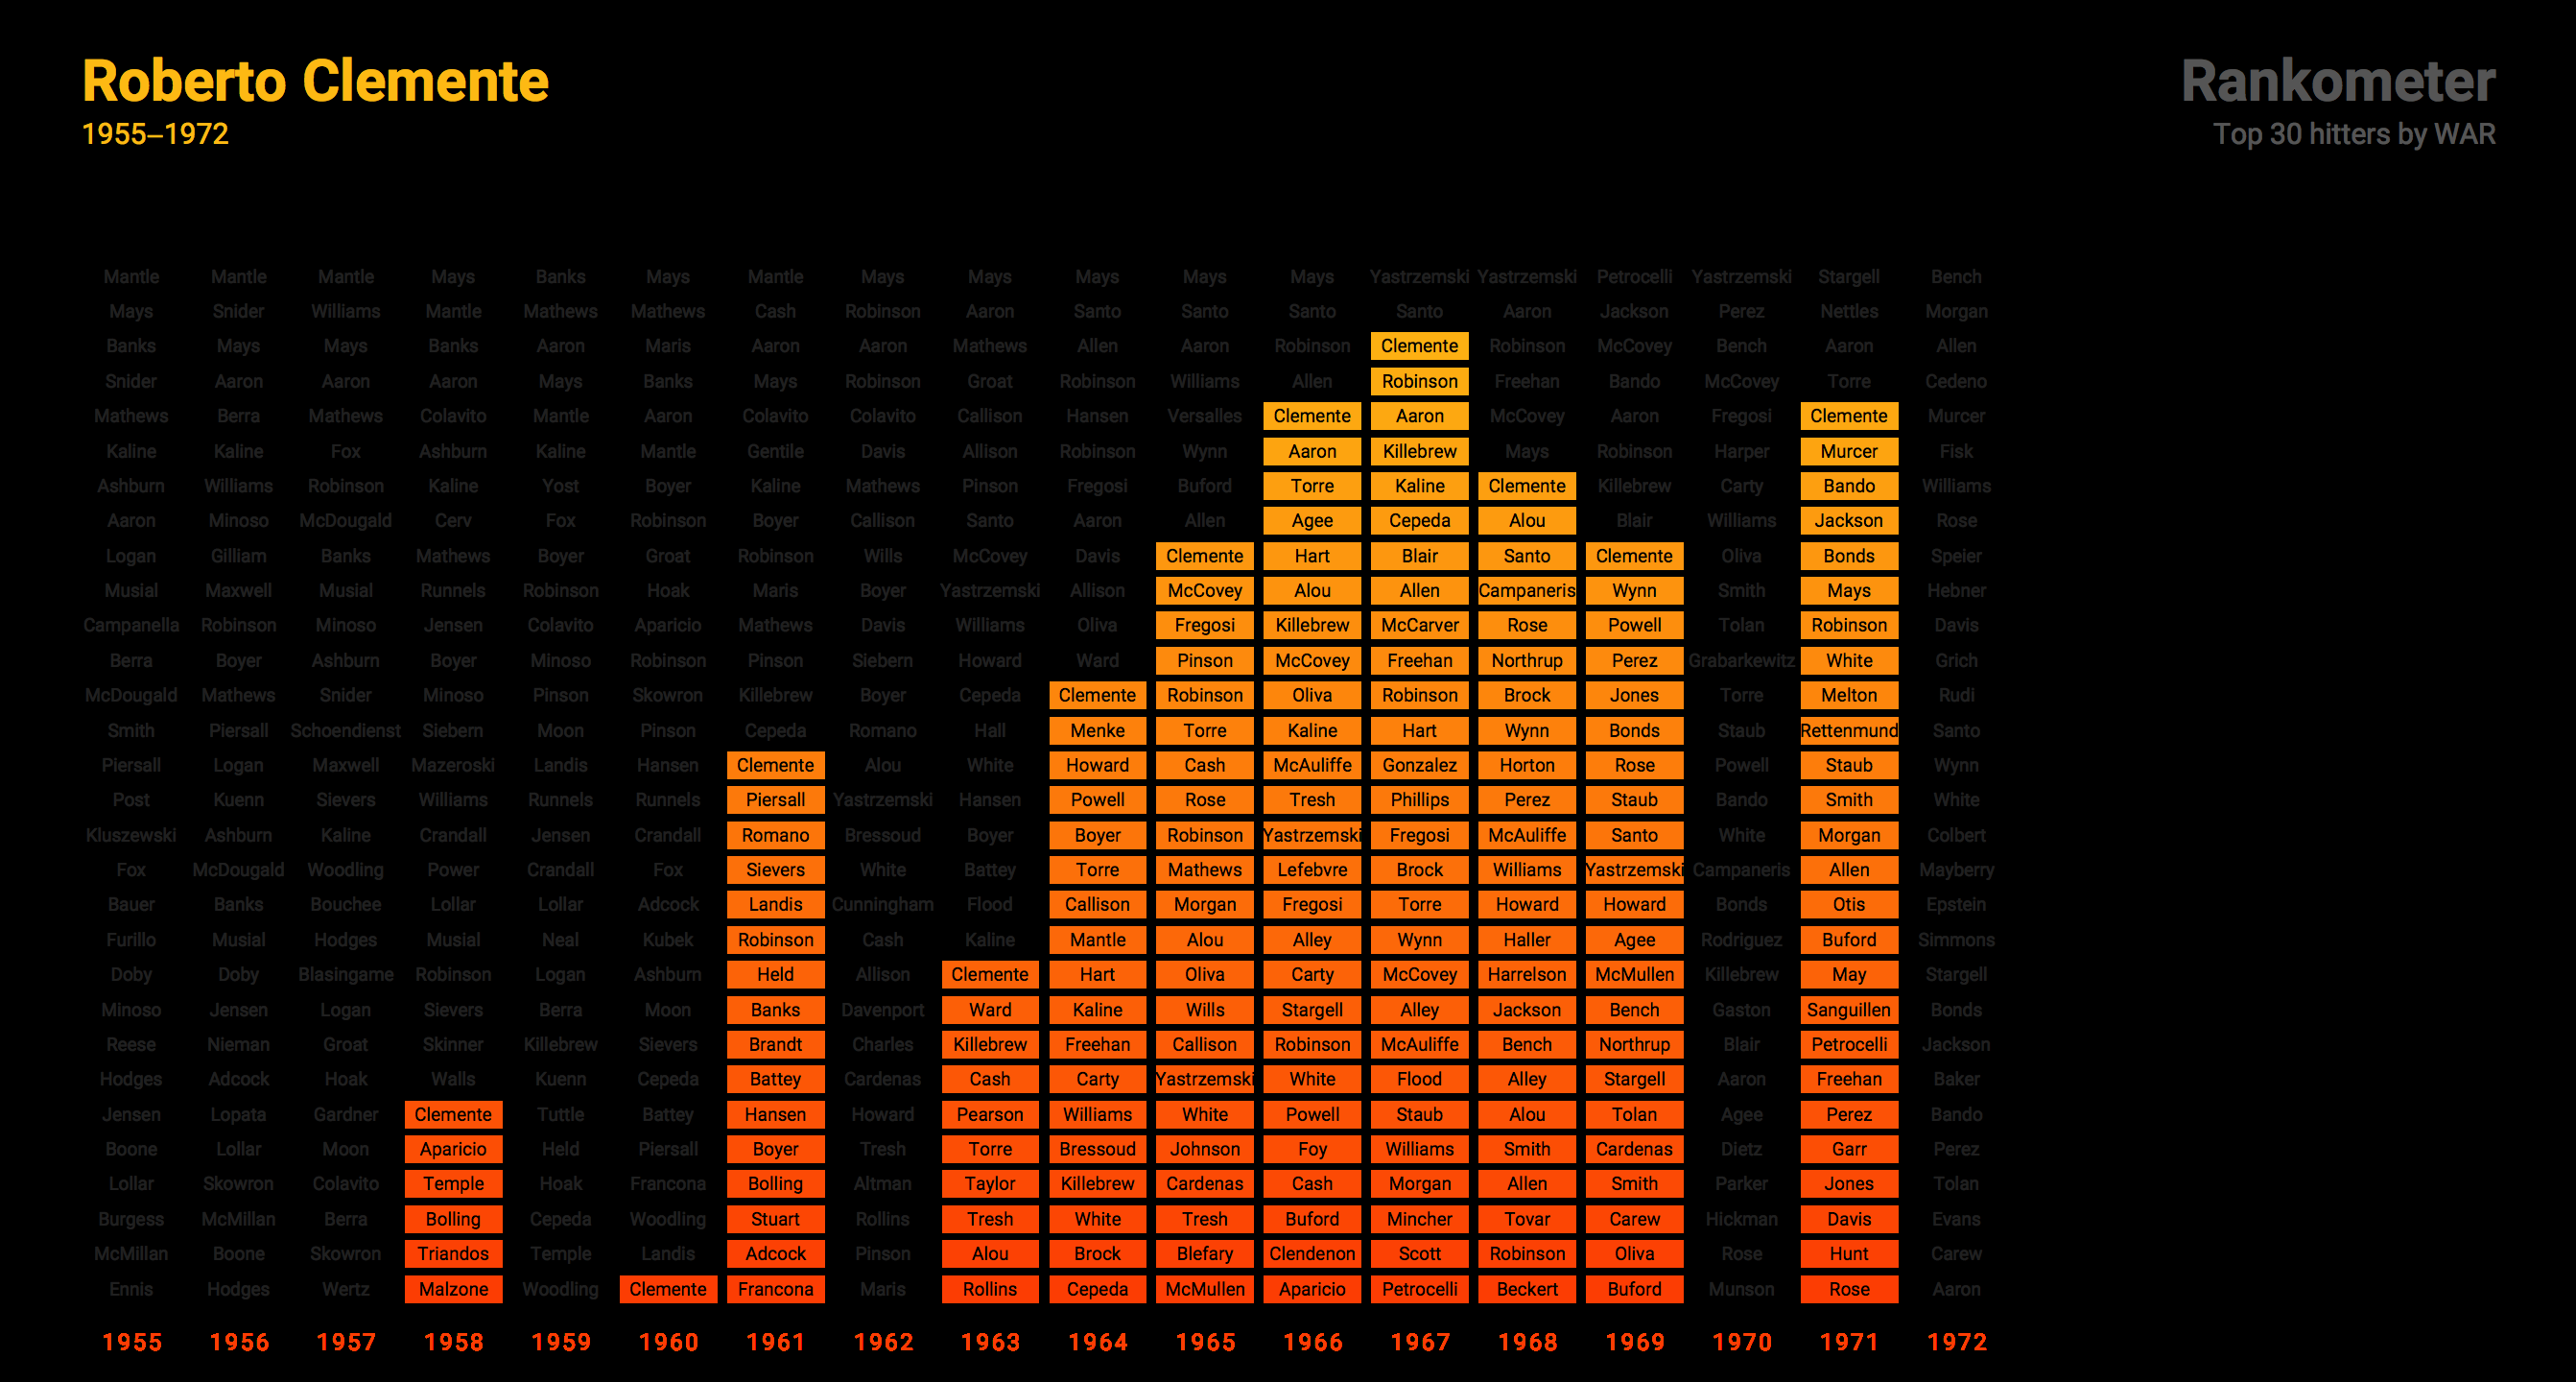 Roberto Clemente
1955–1972
Rankometer
Top 30 hitters by WAR
Mantle Mantle Mantle Mays Banks Mays Mantle Mays Mays Mays Mays Mays Yastrzemski Yastrzemski Petrocelli Yastrzemski Stargell Bench
Mays Snider Williams Mantle Mathews Mathews Cash Robinson Aaron Santo Santo Santo Santo Aaron Jackson Perez Nettles Morgan
Banks Mays Mays Banks Aaron Maris Aaron Aaron Mathews Allen Aaron Robinson Clemente Robinson McCovey Bench Aaron Allen
Snider Aaron Aaron Aaron Mays Banks Mays Robinson Groat Robinson Williams Allen Robinson Freehan Bando McCovey Torre Cedeno
Mathews Berra Mathews Colavito Mantle Aaron Colavito Colavito Callison Hansen Versalles Clemente Aaron McCovey Aaron Fregosi Clemente Murcer
Kaline Kaline Fox Ashburn Kaline Mantle Gentile Davis Allison Robinson Wynn Aaron Killebrew Mays Robinson Harper Murcer Fisk
Ashburn Williams Robinson Kaline Yost Boyer Kaline Mathews Pinson Fregosi Buford Torre Kaline Clemente Killebrew Carty Bando Williams
Aaron Minoso McDougald Cerv Fox Robinson Boyer Callison Santo Aaron Allen Agee Cepeda Alou Blair Williams Jackson Rose
Logan Gilliam Banks Mathews Boyer Groat Robinson Wills McCovey Davis Clemente Hart Blair Santo Clemente Oliva Bonds Speier
Musial Maxwell Musial Runnels Robinson Hoak Maris Boyer Yastrzemski Allison McCovey Alou Allen Campaneris Wynn Smith Mays Hebner
Campanella Robinson Minoso Jensen Colavito Aparicio Mathews Davis Williams Oliva Fregosi Killebrew McCarver Rose Powell Tolan Robinson Davis
Berra Boyer Ashburn Boyer Minoso Robinson Pinson Siebern Howard Ward Pinson McCovey Freehan Northrup Perez Grabarkewitz White Grich
McDougald Mathews Snider Minoso Pinson Skowron Killebrew Boyer Cepeda Clemente Robinson Oliva Robinson Brock Jones Torre Melton Rudi
Smith Piersall Schoendienst Siebern Moon Pinson Cepeda Romano Hall Menke Torre Kaline Hart Wynn Bonds Staub Rettenmund Santo
Piersall Logan Maxwell Mazeroski Landis Hansen Clemente Alou White Howard Cash McAuliffe Gonzalez Horton Rose Powell Staub Wynn
Post Kuenn Sievers Williams Runnels Runnels Piersall Yastrzemski Hansen Powell Rose Tresh Phillips Perez Staub Bando Smith White
Kluszewski Ashburn Kaline Crandall Jensen Crandall Romano Bressoud Boyer Boyer Robinson Yastrzemski Fregosi McAuliffe Santo White Morgan Colbert
Fox McDougald Woodling Power Crandall Fox Sievers White Battey Torre Mathews Lefebvre Brock Williams Yastrzemski Campaneris Allen Mayberry
Bauer Banks Bouchee Lollar Lollar Adcock Landis Cunningham Flood Callison Morgan Fregosi Torre Howard Howard Bonds Otis Epstein
Furillo Musial Hodges Musial Neal Kubek Robinson Cash Kaline Mantle Alou Alley Wynn Haller Agee Rodriguez Buford Simmons
Doby Doby Blasingame Robinson Logan Ashburn Held Allison Clemente Hart Oliva Carty McCovey Harrelson McMullen Killebrew May Stargell
Minoso Jensen Logan Sievers Berra Moon Banks Davenport Ward Kaline Wills Stargell Alley Jackson Bench Gaston Sanguillen Bonds
Reese Nieman Groat Skinner Killebrew Sievers Brandt Charles Killebrew Freehan Callison Robinson McAuliffe Bench Northrup Blair Petrocelli Jackson
Hodges Adcock Hoak Walls Kuenn Cepeda Battey Cardenas Cash Carty Yastrzemski White Flood Alley Stargell Aaron Freehan Baker
Jensen Lopata Gardner Clemente Tuttle Battey Hansen Howard Pearson Williams White Powell Staub Alou Tolan Agee Perez Bando
Boone Lollar Moon Aparicio Held Piersall Boyer Tresh Torre Bressoud Johnson Foy Williams Smith Cardenas Dietz Garr Perez
Lollar Skowron Colavito Temple Hoak Francona Bolling Altman Taylor Killebrew Cardenas Cash Morgan Allen Smith Parker Jones Tolan
Burgess McMillan Berra Bolling Cepeda Woodling Stuart Rollins Tresh White Tresh Buford Mincher Tovar Carew Hickman Davis Evans
McMillan Boone Skowron Triandos Temple Landis Adcock Pinson Alou Brock Blefary Clendenon Scott Robinson Oliva Rose Hunt Carew
Ennis Hodges Wertz Malzone Woodling Clemente Francona Maris Rollins Cepeda McMullen Aparicio Petrocelli Beckert Buford Munson Rose Aaron
1955 1956 1957 1958 1959 1960 1961 1962 1963 1964 1965 1966 1967 1968 1969 1970 1971 1972